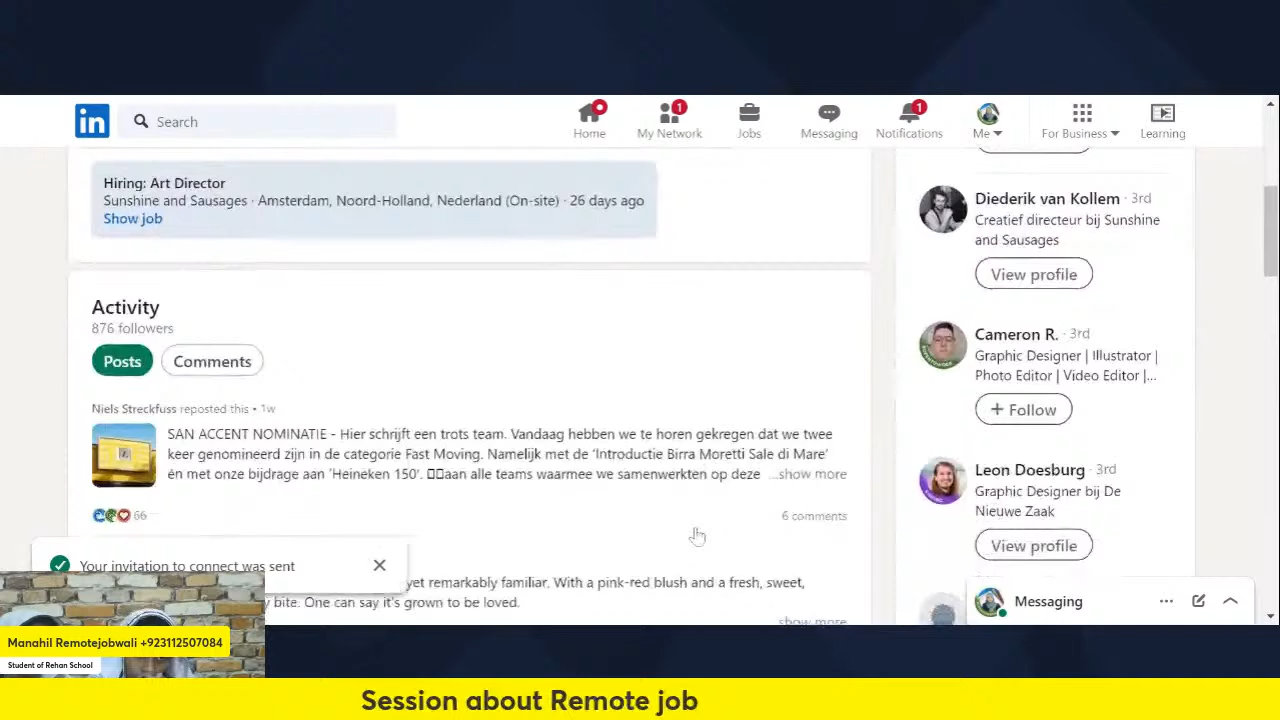 in
Search
Home
1
My Network
Jobs
Messaging
1
Notifications
Me
For Business
Learning
Hiring: Art Director
Sunshine and Sausages · Amsterdam, Noord-Holland, Nederland (On-site) · 26 days ago
Show job
Activity
876 followers
Posts
Comments
Niels Streckfuss reposted this • 1w
SAN ACCENT NOMINATIE - Hier schrijft een trots team. Vandaag hebben we te horen gekregen dat we twee
keer genomineerd zijn in de categorie Fast Moving. Namelijk met de 'Introductie Birra Moretti Sale di Mare'
én met onze bijdrage aan 'Heineken 150'. aan alle teams waarmee we samenwerkten op deze ...show more
66
6 comments
yet remarkably familiar. With a pink-red blush and a fresh, sweet,
bite. One can say it's grown to be loved.
show more
Your invitation to connect was sent
Diederik van Kollem · 3rd
Creatief directeur bij Sunshine
and Sausages
View profile
Cameron R. · 3rd
Graphic Designer | Illustrator |
Photo Editor | Video Editor |...
+ Follow
Leon Doesburg · 3rd
Graphic Designer bij De
Nieuwe Zaak
View profile
Messaging
Manahil Remotejobwali +923112507084
Student of Rehan School
Session about Remote job